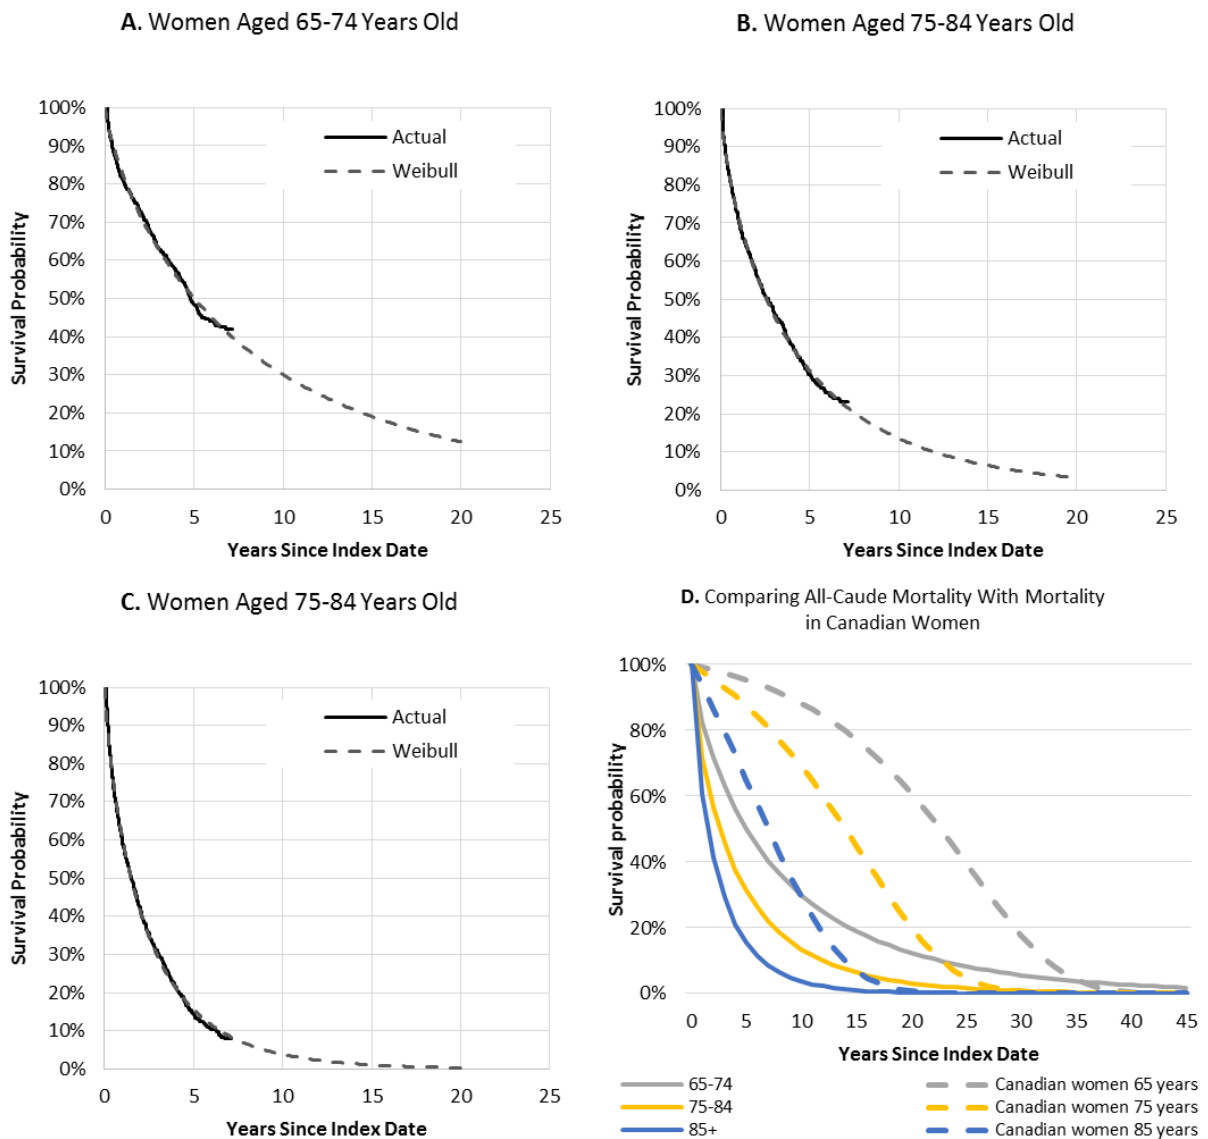 A. Women Aged 65-74 Years Old
100%
90%
80%
70%
60%
50%
40%
30%
20%
10%
0%
Survival Probability
Actual
Weibull
0 5 10 15 20 25
Years Since Index Date
B. Women Aged 75-84 Years Old
100%
90%
80%
70%
60%
50%
40%
30%
20%
10%
0%
Survival Probability
Actual
Weibull
0 5 10 15 20 25
Years Since Index Date
C. Women Aged 75-84 Years Old
100%
90%
80%
70%
60%
50%
40%
30%
20%
10%
0%
Survival Probability
Actual
Weibull
0 5 10 15 20 25
Years Since Index Date
D. Comparing All-Caude Mortality With Mortality
in Canadian Women
100%
80%
60%
40%
20%
0%
Survival probability
0 5 10 15 20 25 30 35 40 45
Years Since Index Date
65-74
75-84
85+
Canadian women 65 years
Canadian women 75 years
Canadian women 85 years